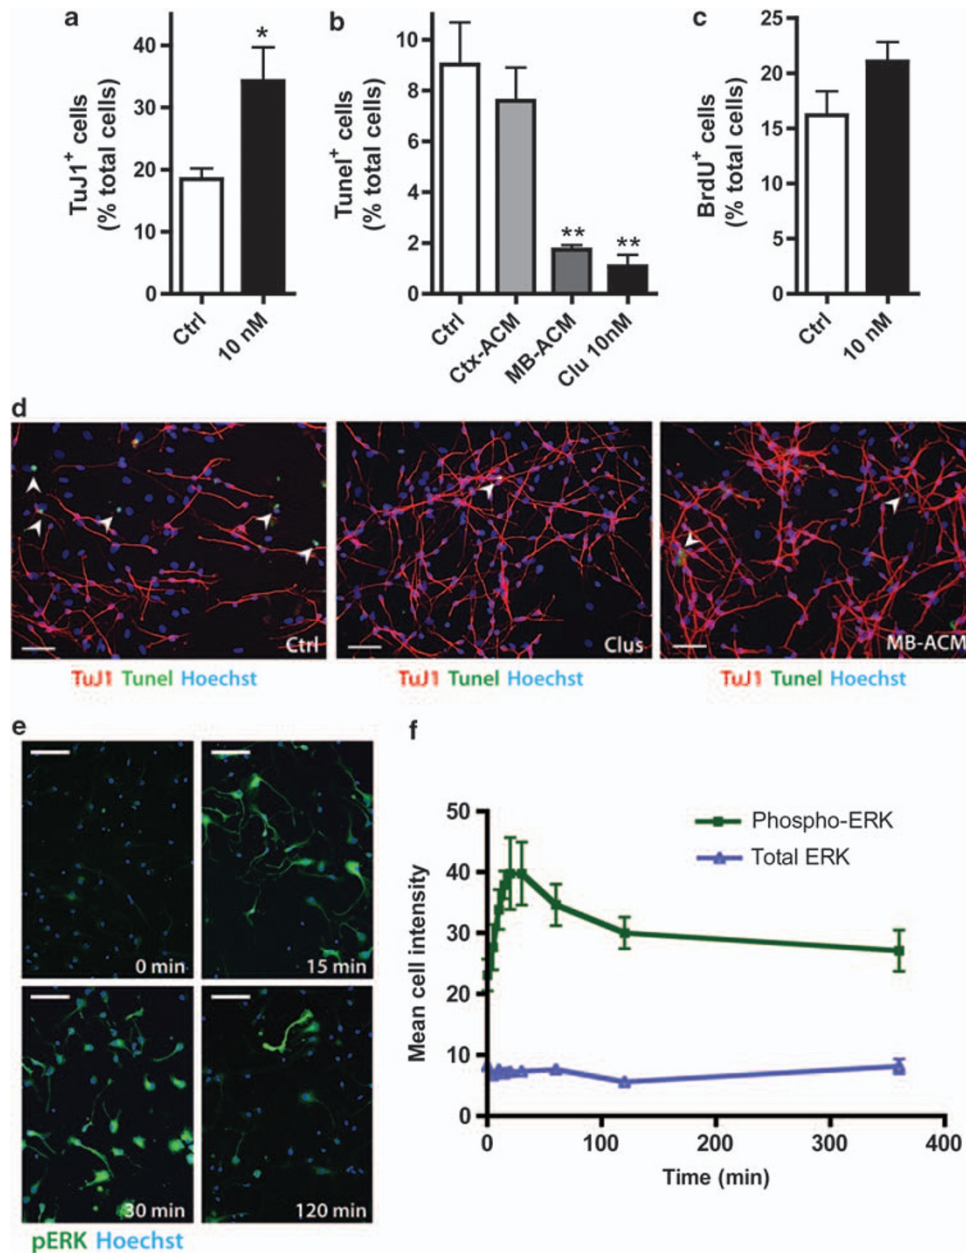 a
TuJ1+ cells
(% total cells)
40
30
20
10
0
*
Ctrl
10 nM
b
Tunel+ cells
(% total cells)
10
8
6
4
2
0
**
**
Ctrl
Ctx-ACM
MB-ACM
Clu 10nM
c
BrdU+ cells
(% total cells)
25
20
15
10
5
0
Ctrl
10 nM
d
Ctrl
Clus
MB-ACM
TuJ1 Tunel Hoechst
TuJ1 Tunel Hoechst
TuJ1 Tunel Hoechst
e
0 min
15 min
30 min
120 min
pERK Hoechst
f
Mean cell intensity
50
40
30
20
10
0
Phospho-ERK
Total ERK
0
100
200
300
400
Time (min)